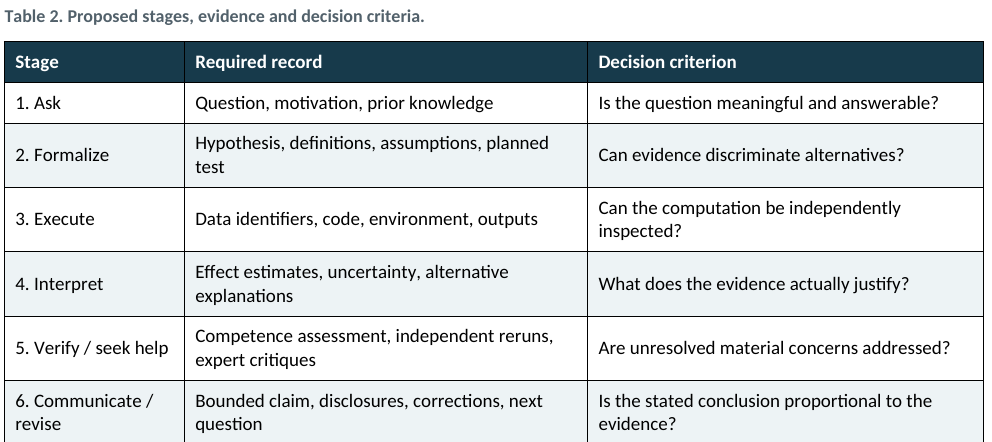 Table 2. Proposed stages, evidence and decision criteria.
Stage Required record Decision criterion
1. Ask Question, motivation, prior knowledge Is the question meaningful and answerable?
2. Formalize Hypothesis, definitions, assumptions, planned
test Can evidence discriminate alternatives?
3. Execute Data identifiers, code, environment, outputs Can the computation be independently
inspected?
4. Interpret Effect estimates, uncertainty, alternative
explanations What does the evidence actually justify?
5. Verify / seek help Competence assessment, independent reruns,
expert critiques Are unresolved material concerns addressed?
6. Communicate /
revise Bounded claim, disclosures, corrections, next
question Is the stated conclusion proportional to the
evidence?